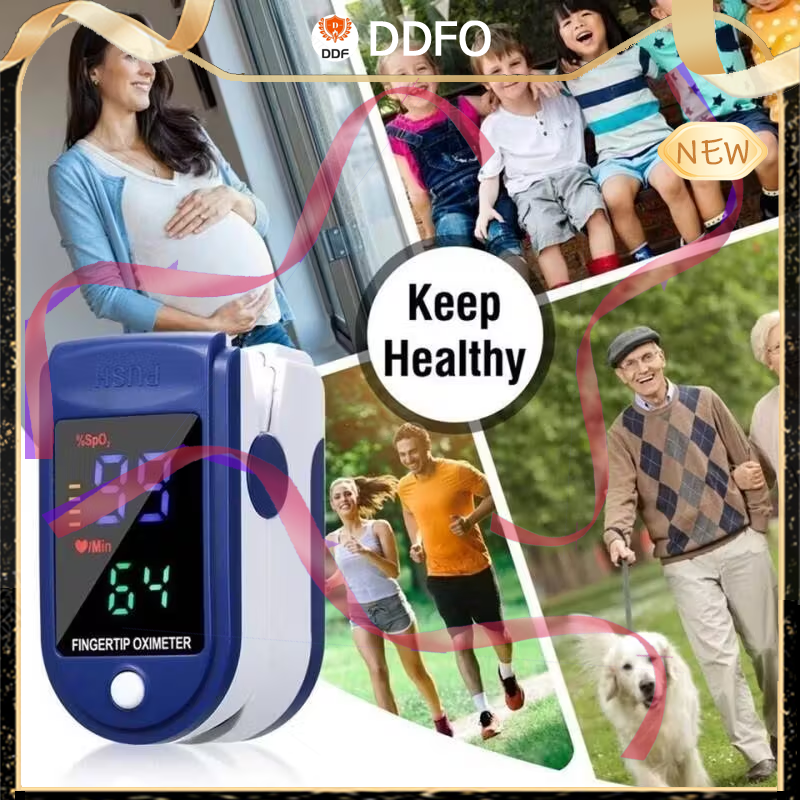 DDF
DDFO
NEW
Keep
Healthy
PUSH
%SpO₂
99
♥/Min
64
FINGERTIP OXIMETER